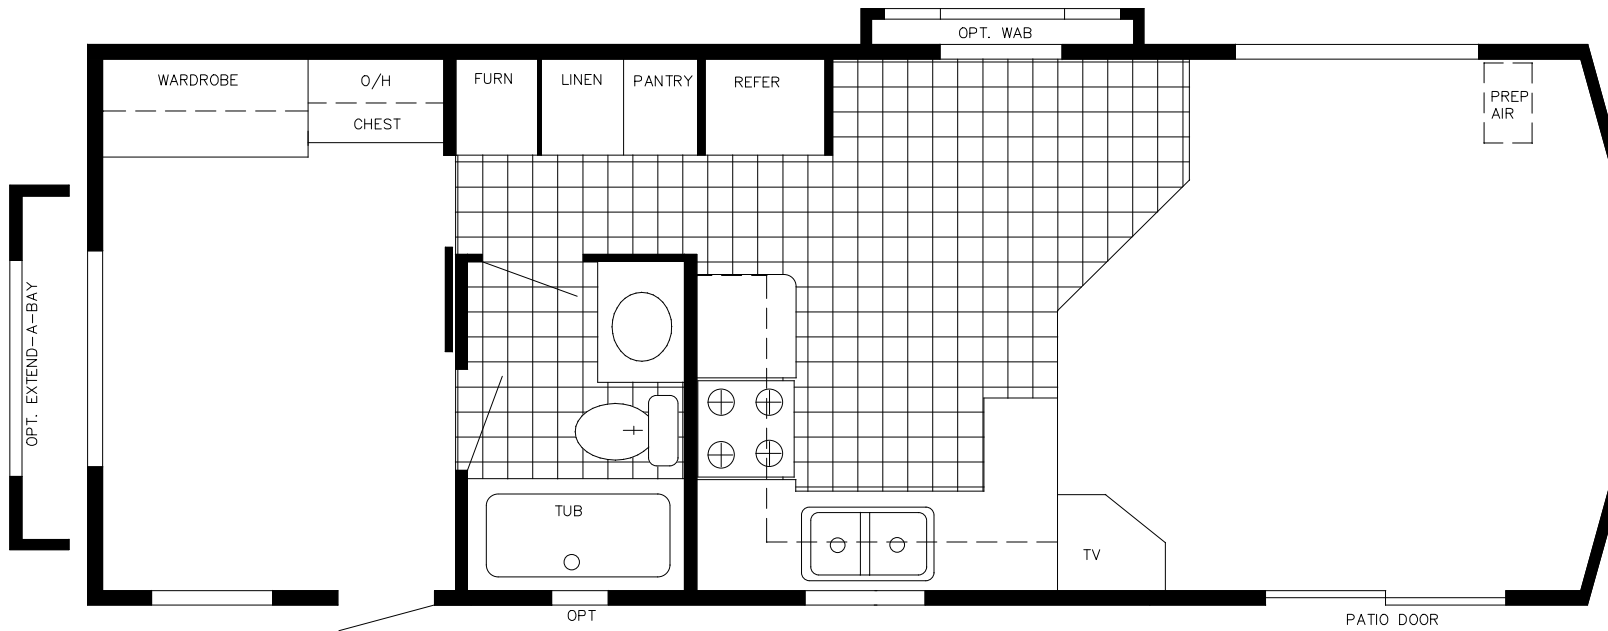 OPT. WAB
WARDROBE
O/H
CHEST
FURN
LINEN
PANTRY
REFER
PREP
AIR
OPT. EXTEND-A-BAY
TUB
TV
OPT
PATIO DOOR